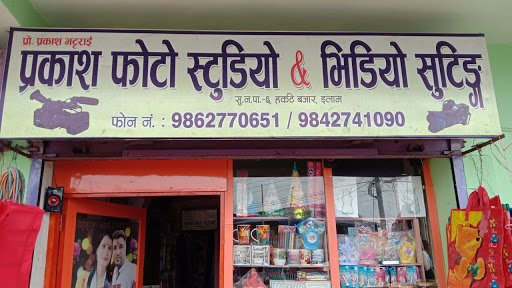 प्रो. प्रकाश भट्टराई
प्रकाश फोटो स्टुडियो & भिडियो सुटिङ्ग
सु.न.पा.-६ हर्कटे बजार, इलाम
फोन नं. : 9862770651 / 9842741090